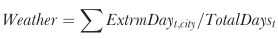 Weather = ∑ ExtrmDay_{t,city} / TotalDays_t